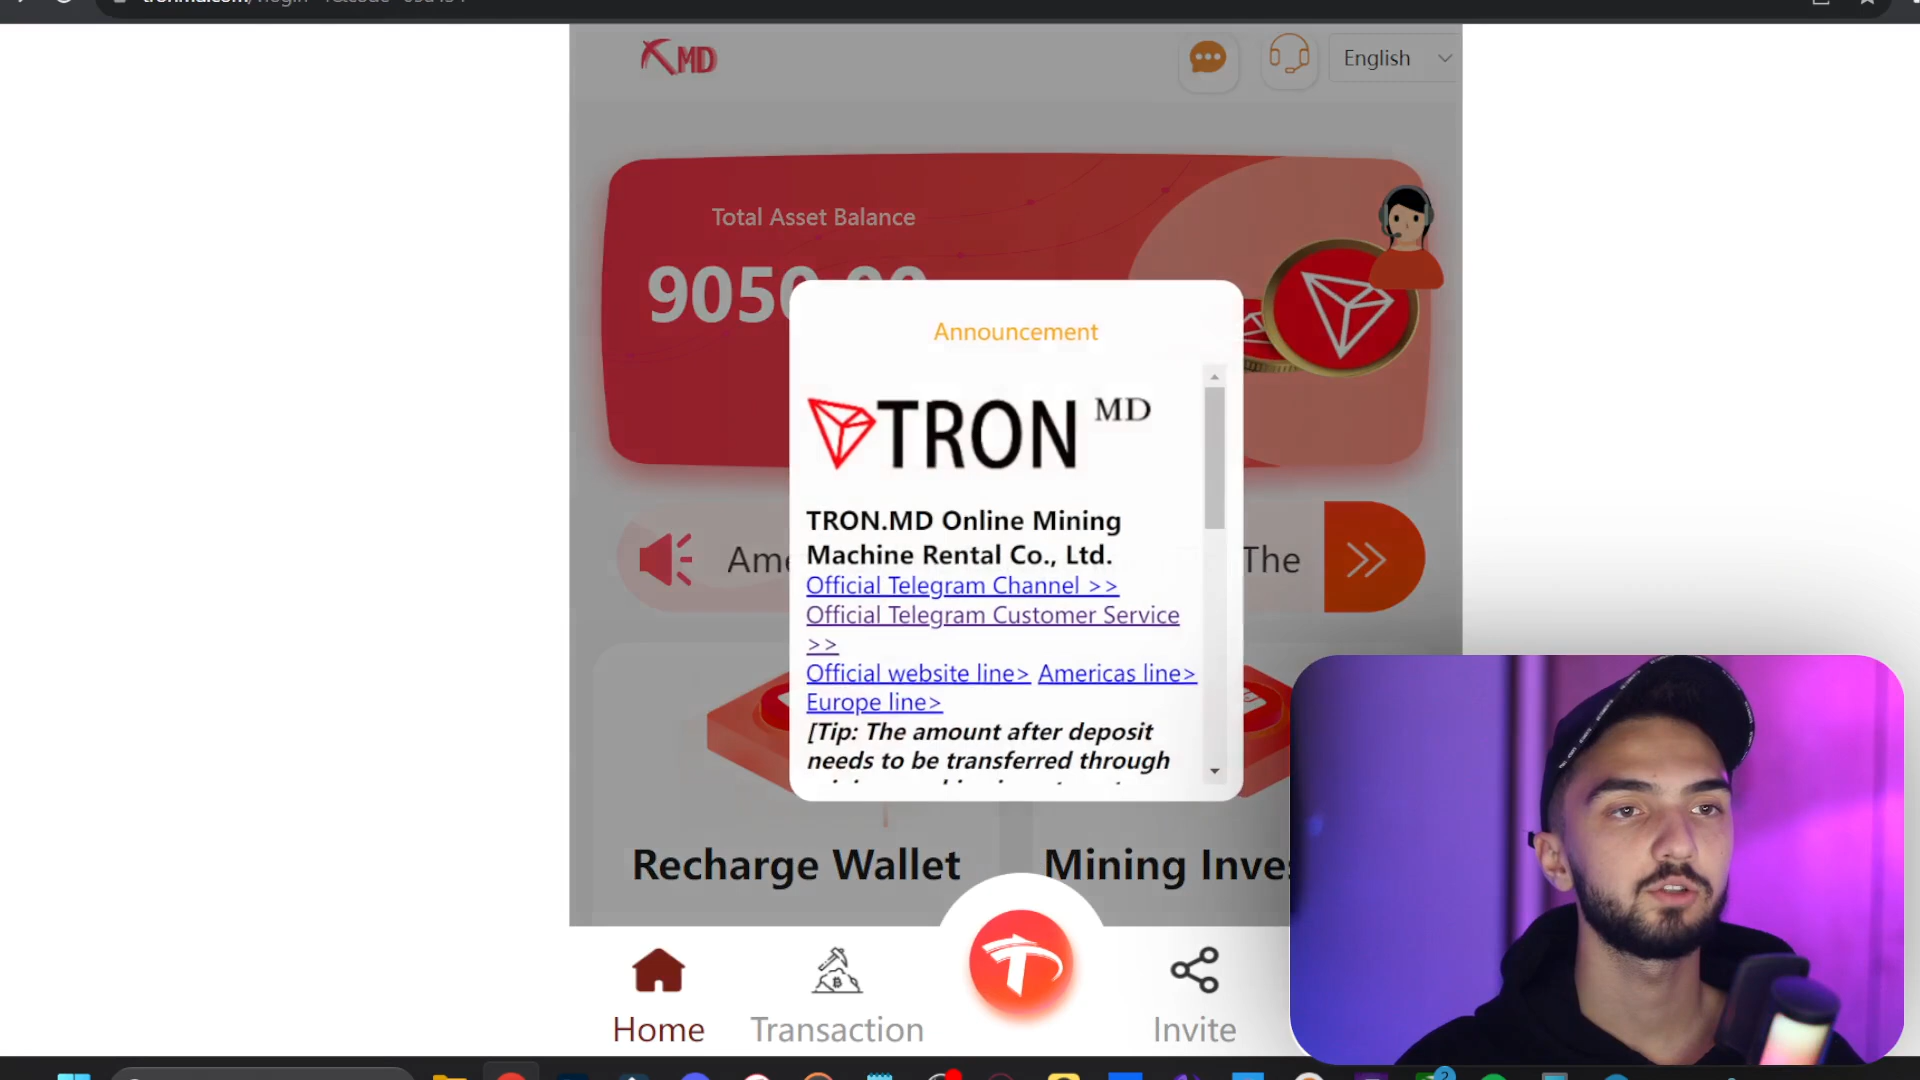 MD
English
Total Asset Balance
Announcement
TRON MD
TRON.MD Online Mining
Machine Rental Co., Ltd.
Official Telegram Channel >>
Official Telegram Customer Service
>>
Official website line> Americas line>
Europe line>
[Tip: The amount after deposit
needs to be transferred through
The
Recharge Wallet
Mining
Home
Transaction
Invite
2